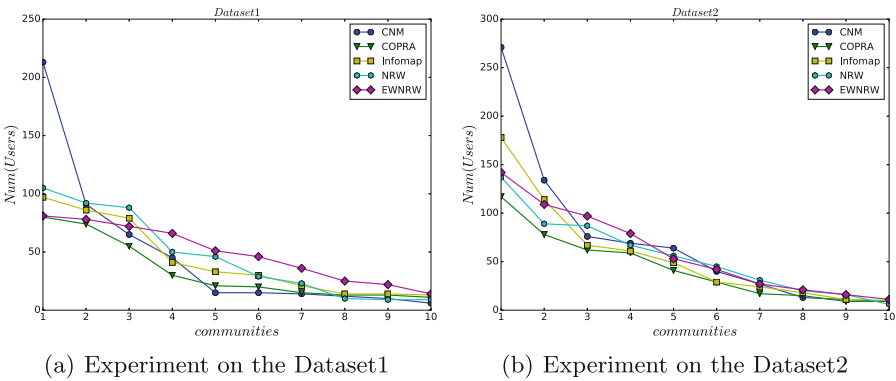 Dataset1
250
200
150
100
50
0
Num(Users)
1 2 3 4 5 6 7 8 9 10
communities
CNM
COPRA
Infomap
NRW
EWNRW
(a) Experiment on the Dataset1
Dataset2
300
250
200
150
100
50
0
Num(Users)
1 2 3 4 5 6 7 8 9 10
communities
CNM
COPRA
Infomap
NRW
EWNRW
(b) Experiment on the Dataset2